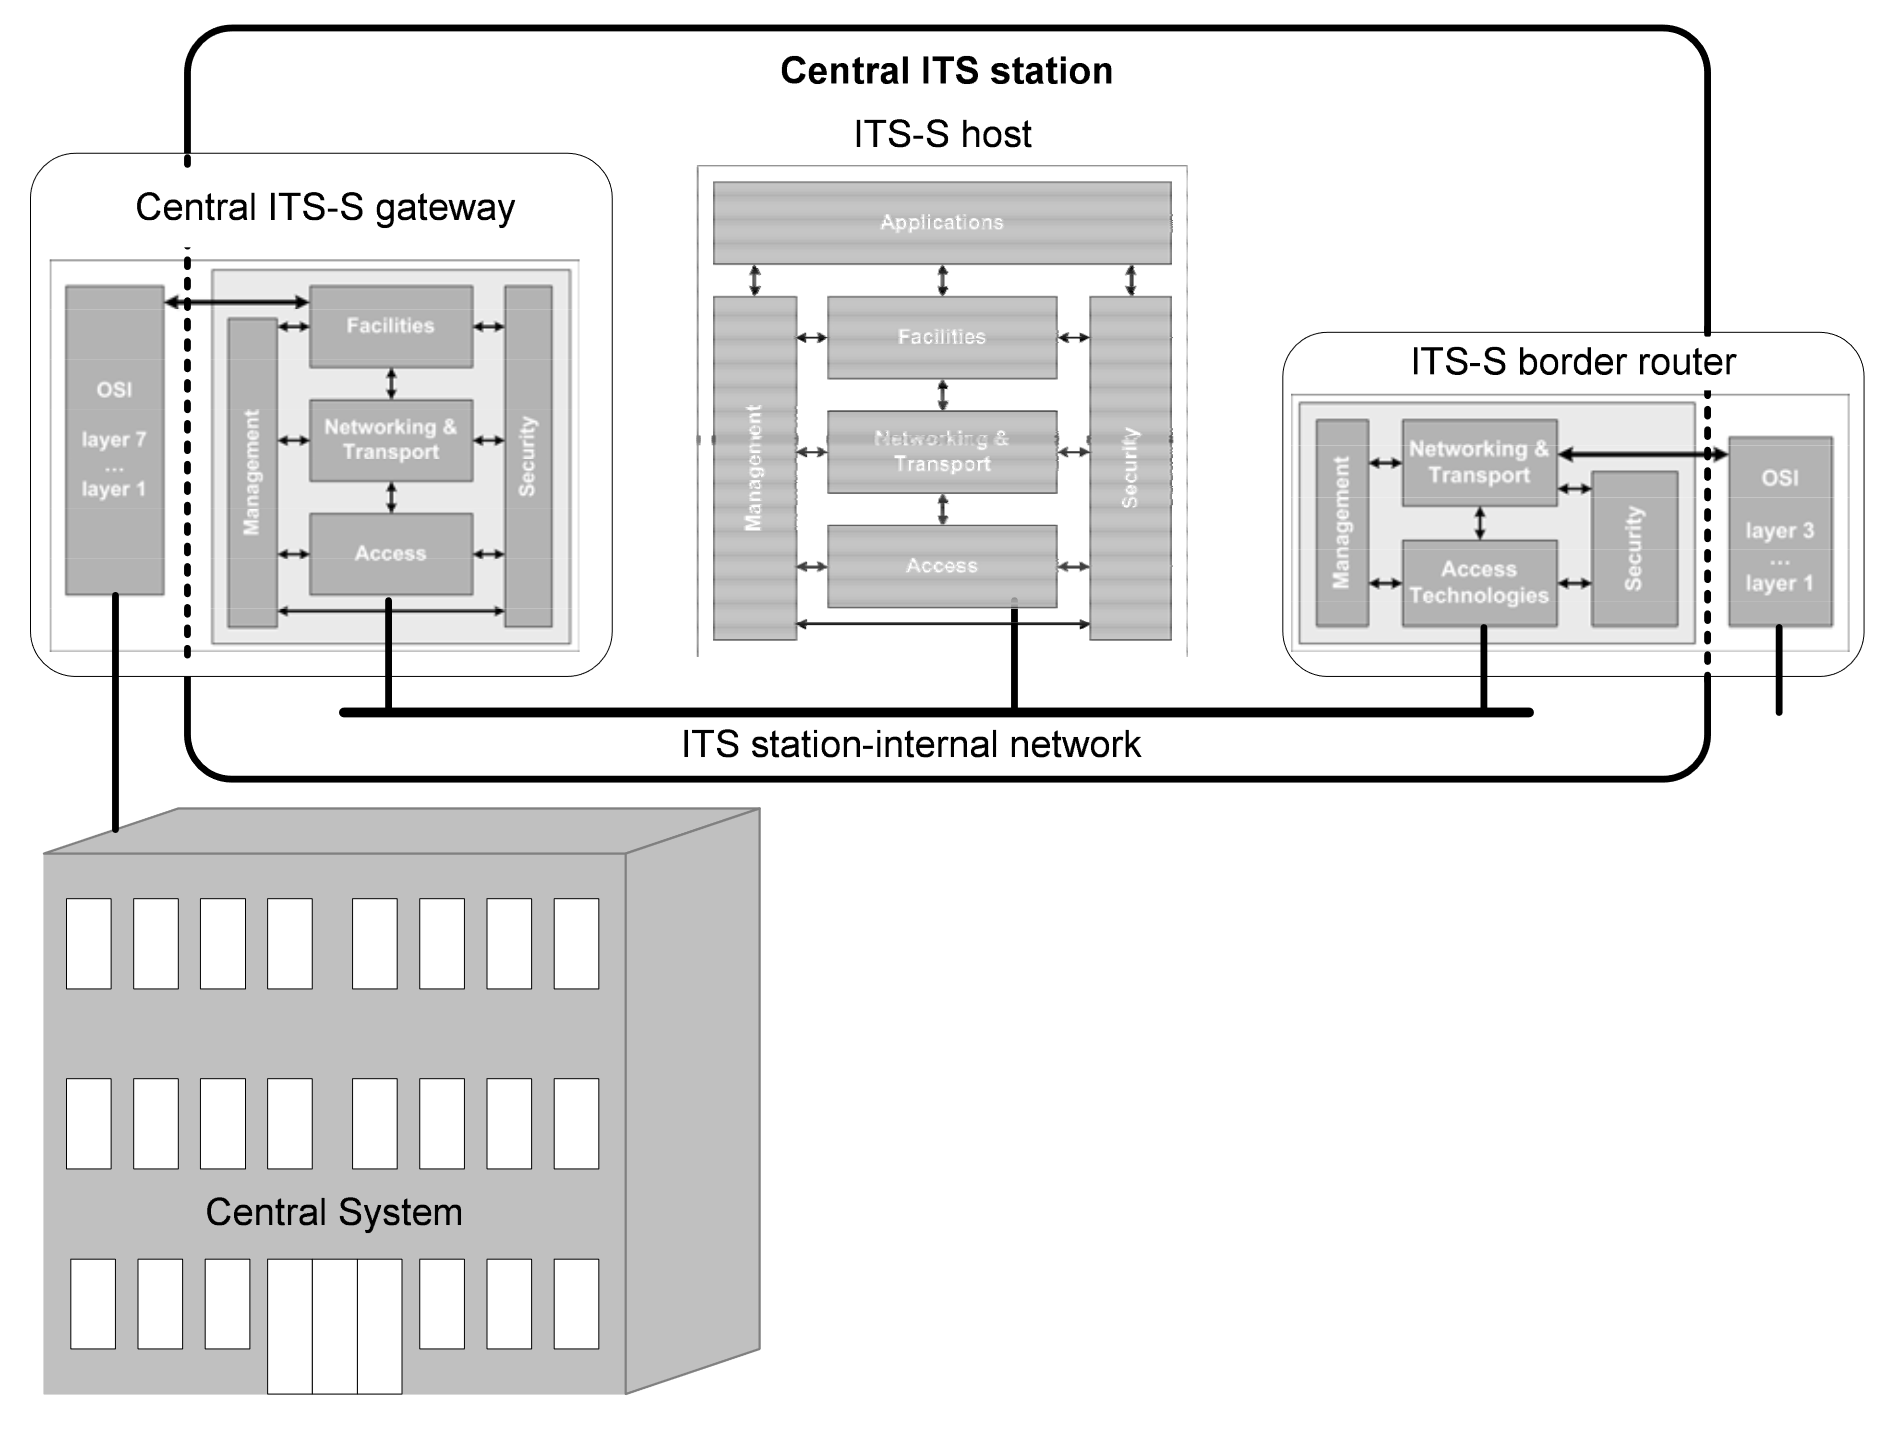 Central ITS station
ITS-S host
Central ITS-S gateway
OSI
layer 7
...
layer 1
Management
Facilities
Networking &
Transport
Access
Security
Applications
Management
Facilities
Networking &
Transport
Access
Security
ITS-S border router
Management
Networking &
Transport
Access
Technologies
Security
OSI
layer 3
...
layer 1
ITS station-internal network
Central System